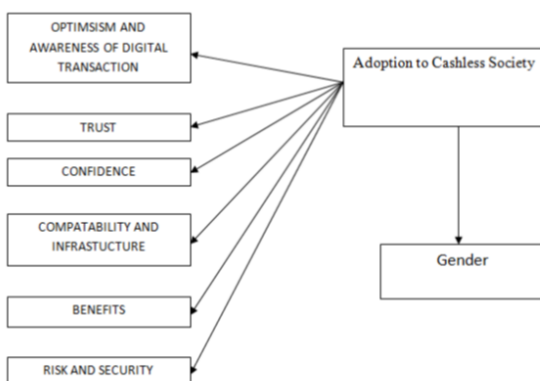 OPTIMSISM AND
AWARENESS OF DIGITAL
TRANSACTION
Adoption to Cashless Society
TRUST
CONFIDENCE
COMPATABILITY AND
INFRASTUCTURE
Gender
BENEFITS
RISK AND SECURITY